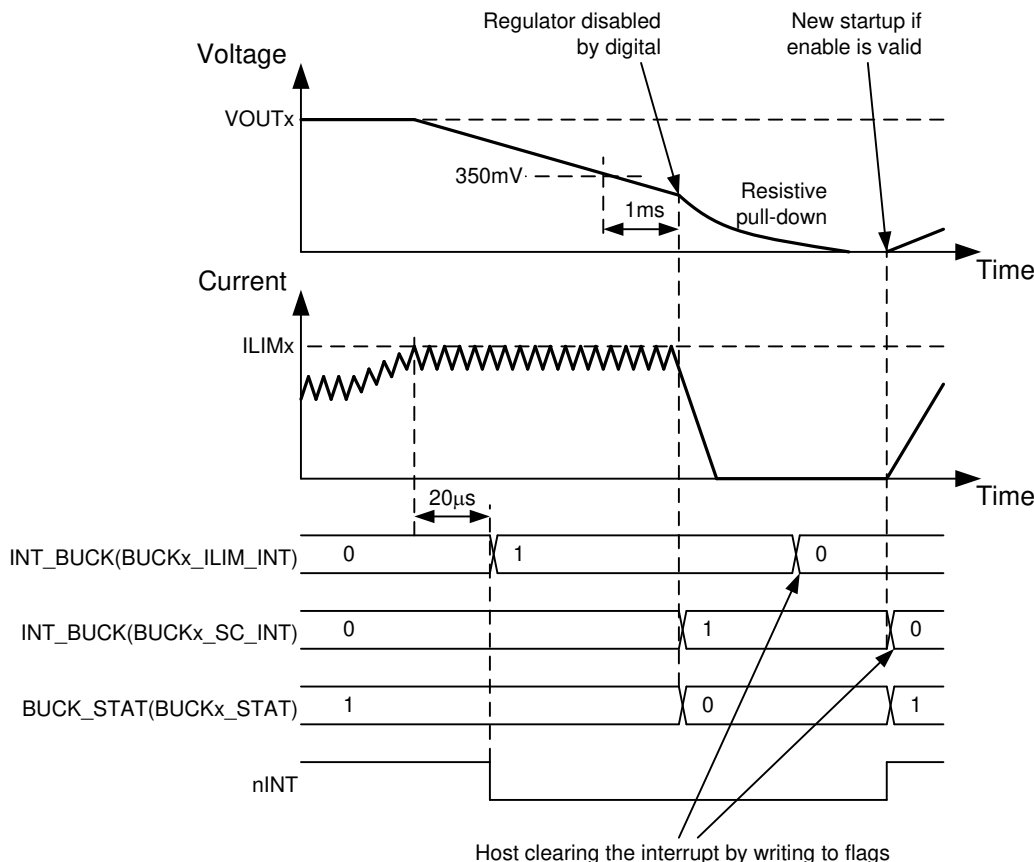 Regulator disabled
by digital
New startup if
enable is valid
Voltage
VOUTx
350mV
1ms
Resistive
pull-down
Time
Current
ILIMx
Time
20µs
INT_BUCK(BUCKx_ILIM_INT)
0
1
0
INT_BUCK(BUCKx_SC_INT)
0
1
0
BUCK_STAT(BUCKx_STAT)
1
0
1
nINT
Host clearing the interrupt by writing to flags